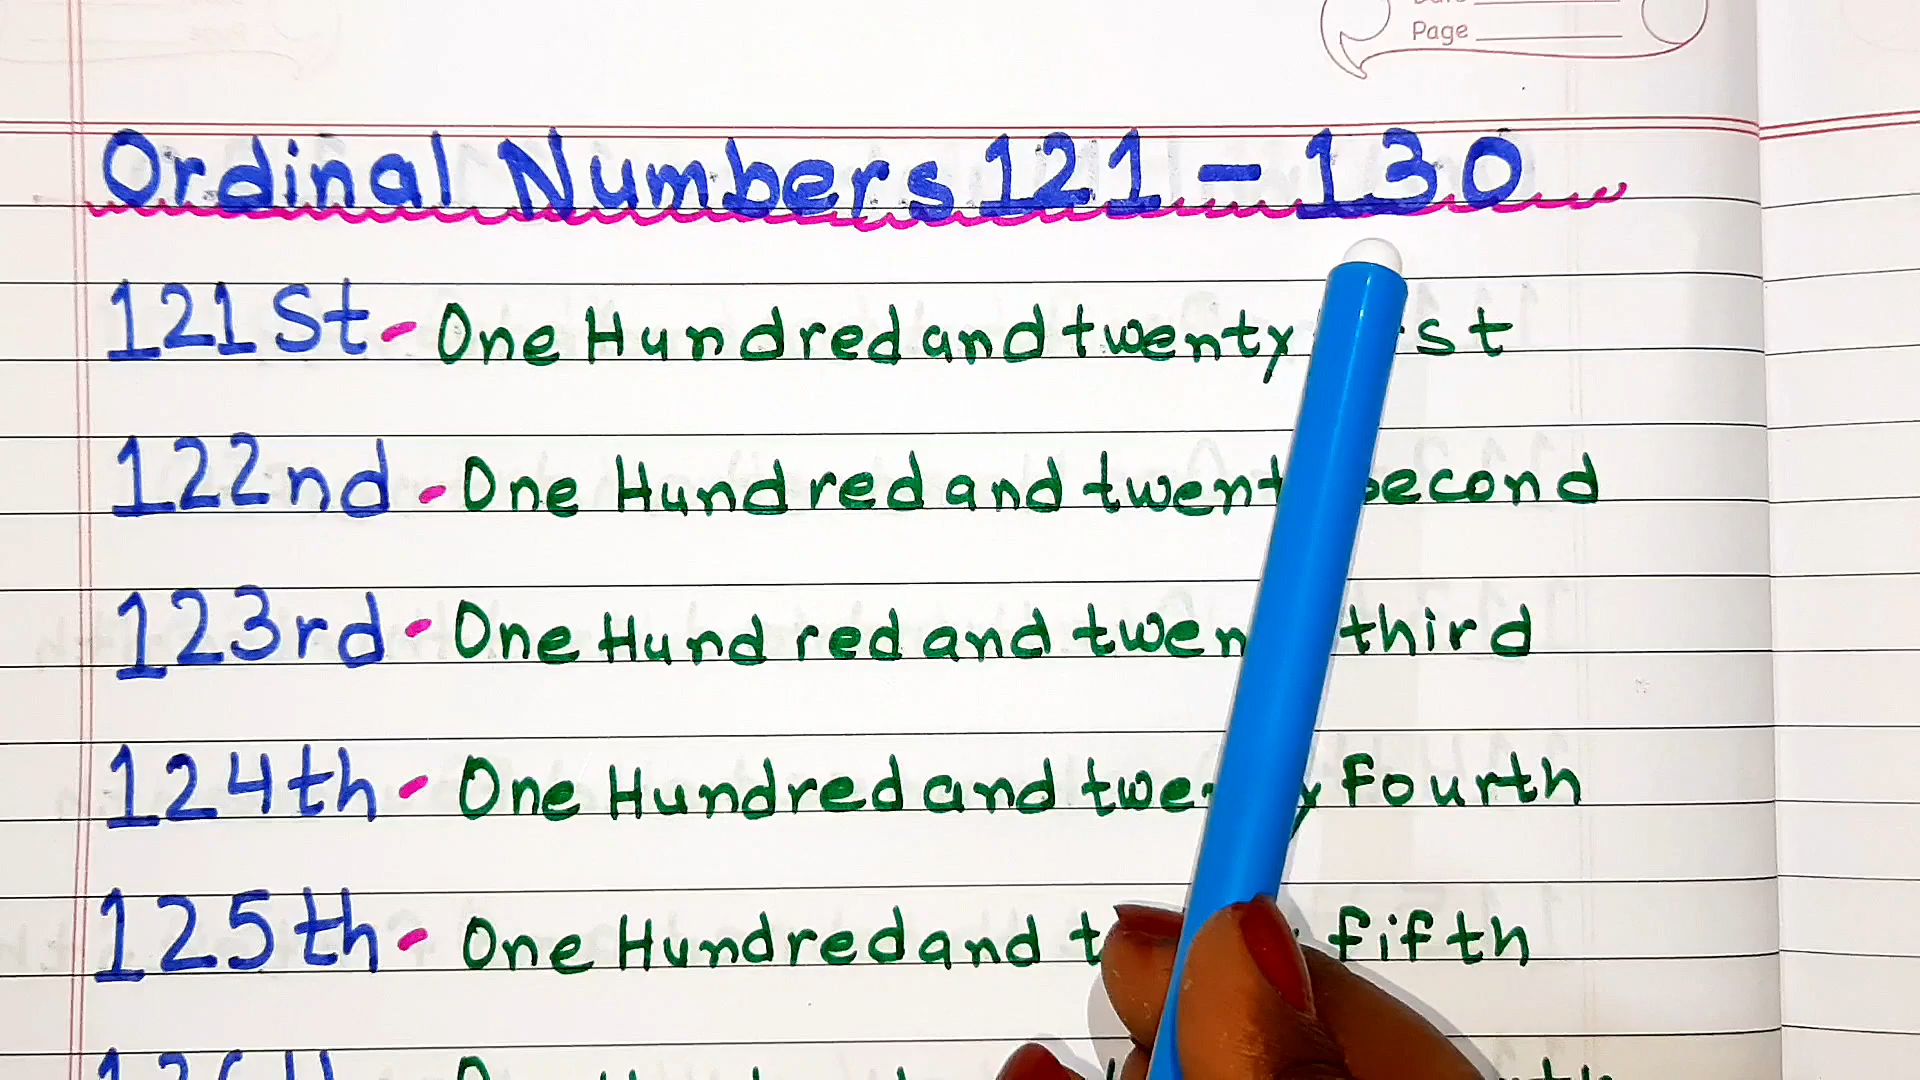 Page
Ordinal Numbers 121 - 130
121st - One Hundred and twenty
122nd - One Hundred and second
123rd - One Hundred and third
124th - One Hundred and fourth
125th - One Hundred and fifth